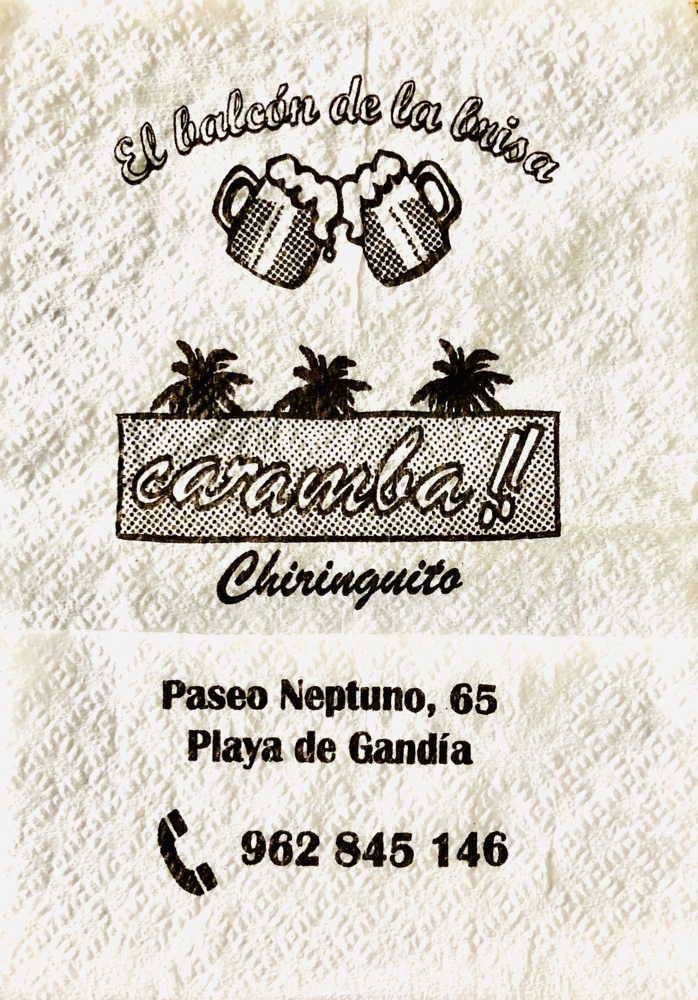 El balcón de la brisa
caramba!!
Chiringuito
Paseo Neptuno, 65
Playa de Gandía
962 845 146